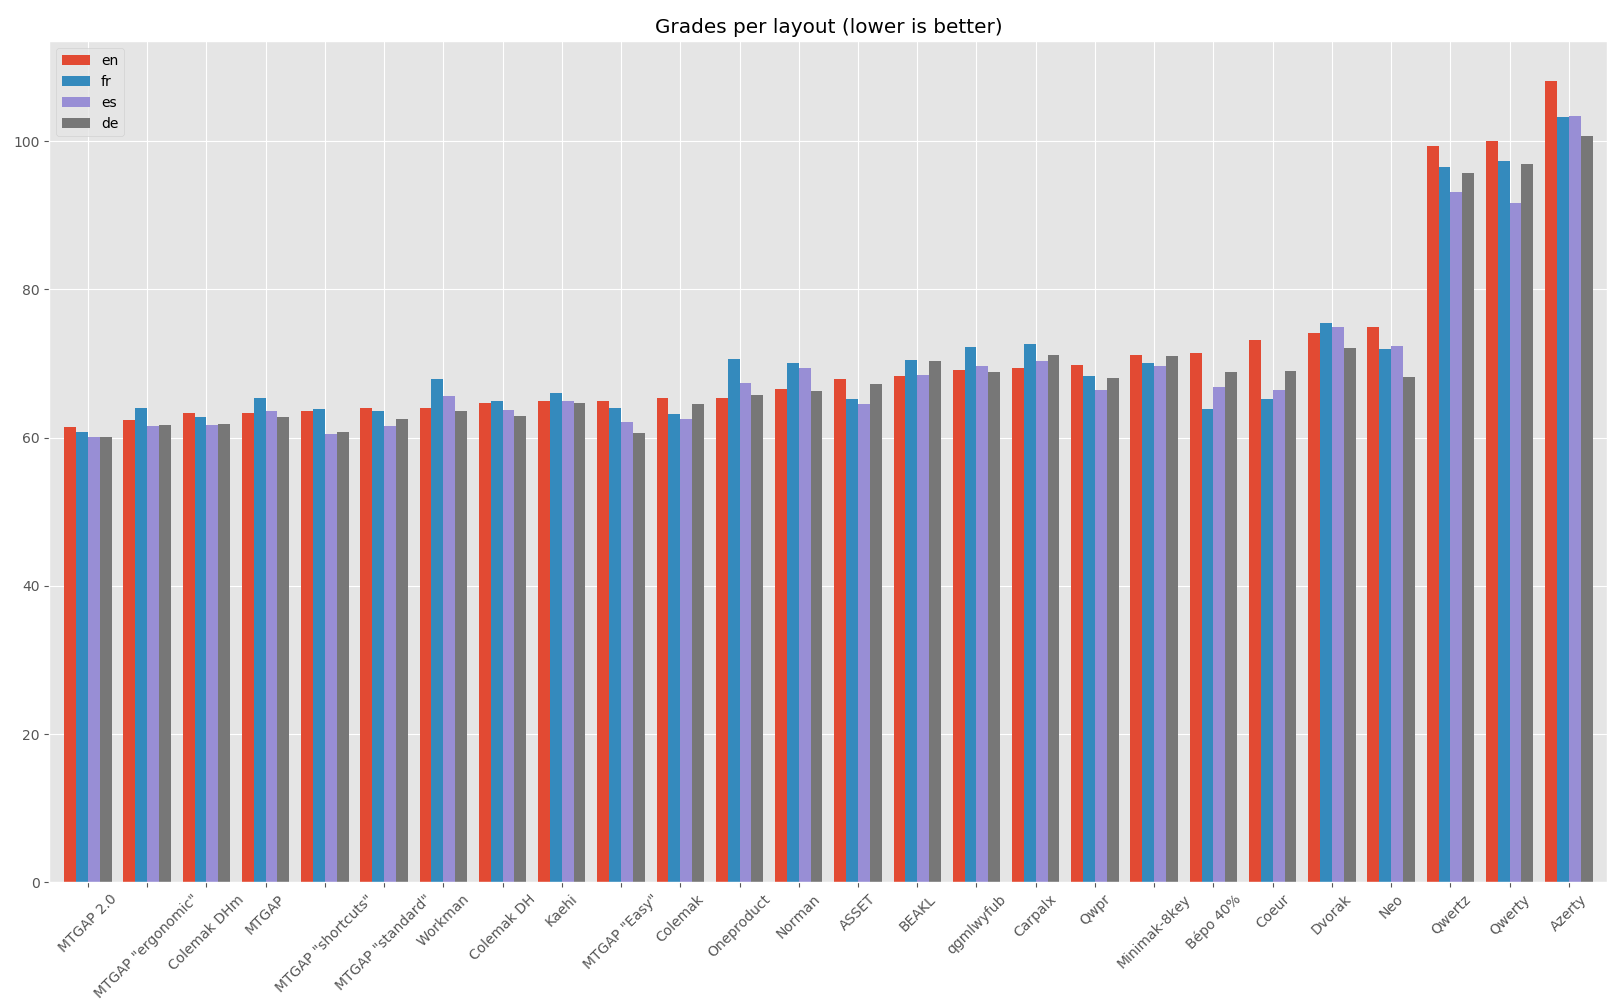 Grades per layout (lower is better)
en
fr
es
de
100
80
60
40
20
0
MTGAP 2.0
MTGAP "ergonomic"
Colemak DHm
MTGAP
MTGAP "shortcuts"
MTGAP "standard"
Workman
Colemak DH
Kaehi
MTGAP "Easy"
Colemak
Oneproduct
Norman
ASSET
BEAKL
qgmlwyfub
Carpalx
Qwpr
Minimak-8key
Bépo 40%
Coeur
Dvorak
Neo
Qwertz
Qwerty
Azerty